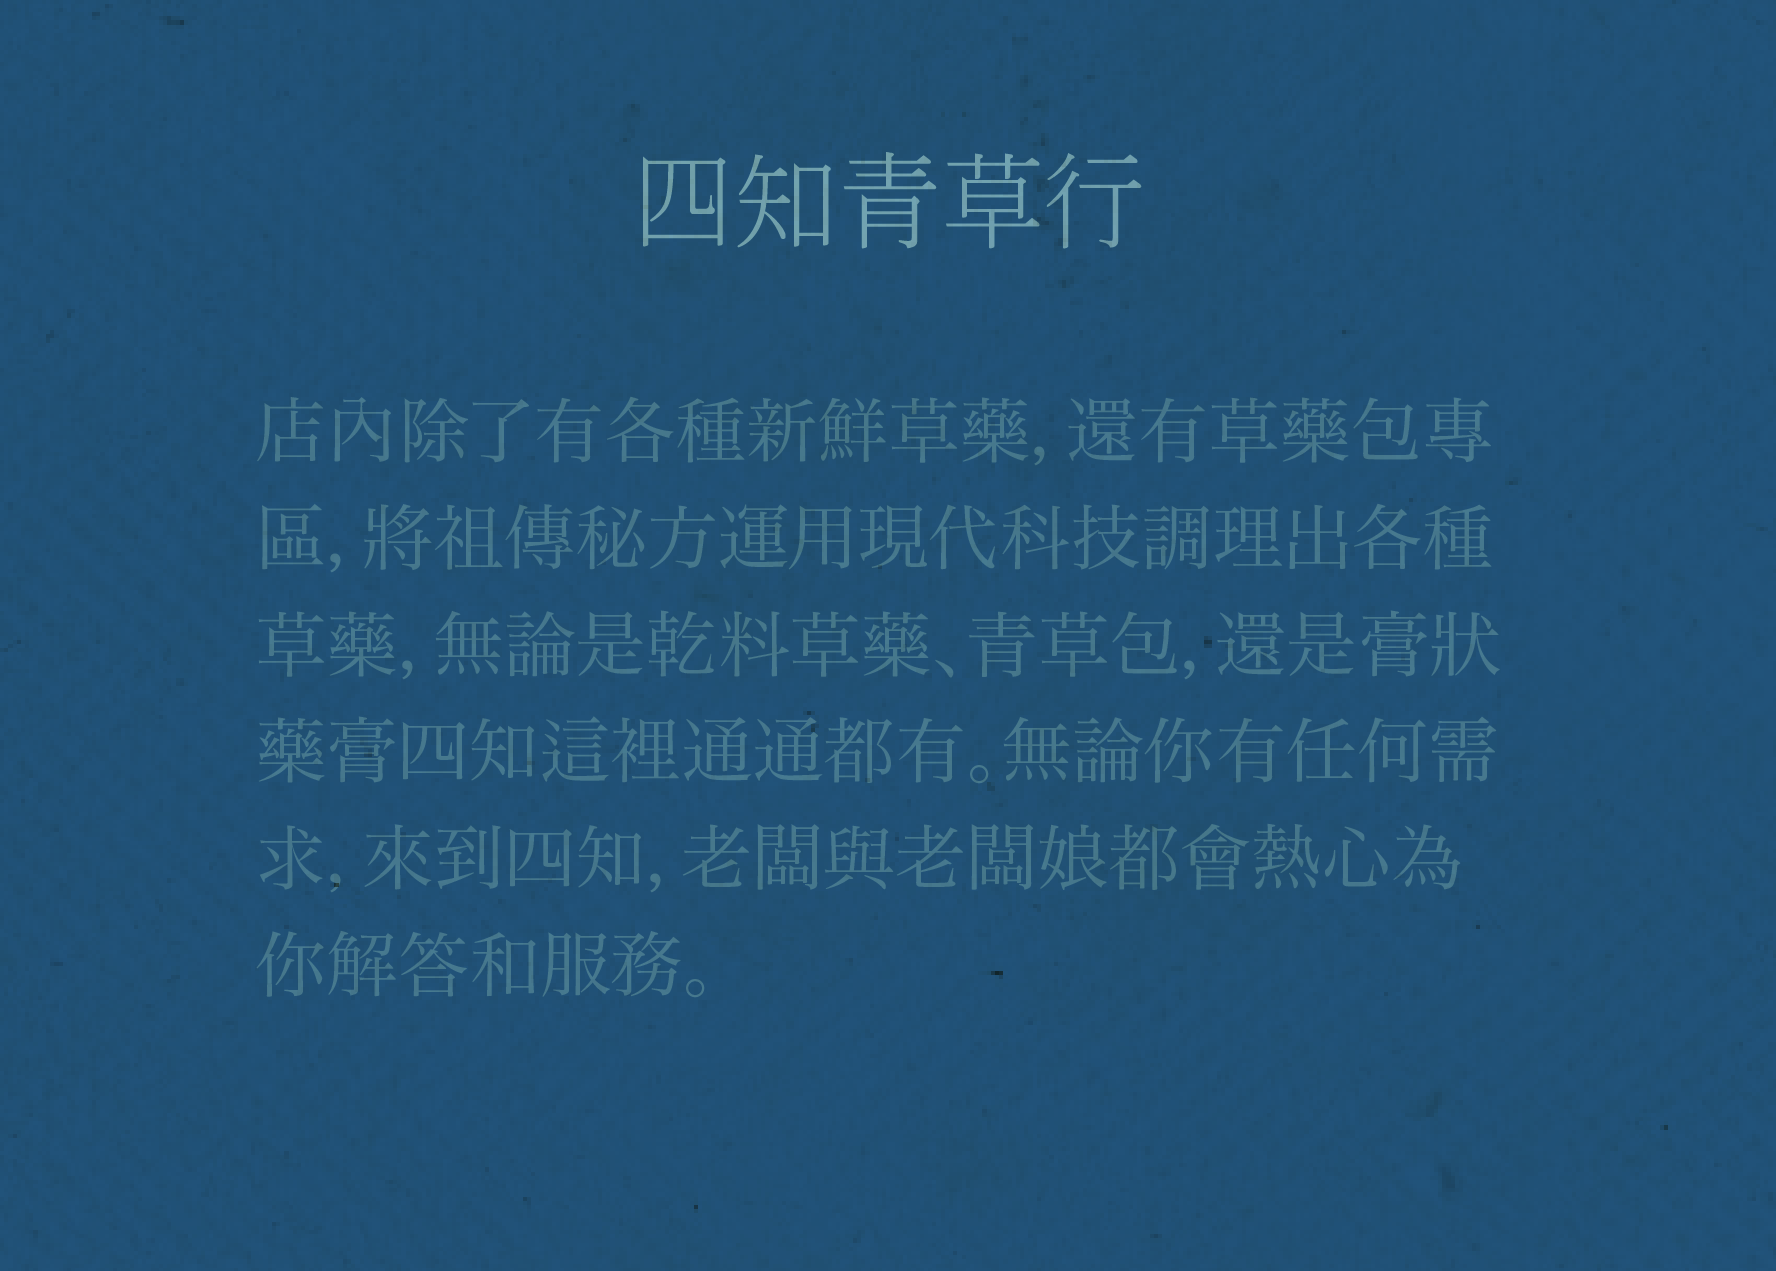 四知青草行
店內除了有各種新鮮草藥，還有草藥包專
區，將祖傳秘方運用現代科技調理出各種
草藥，無論是乾料草藥、青草包，還是膏狀
藥膏四知這裡通通都有。無論你有任何需
求，來到四知，老闆與老闆娘都會熱心為
你解答和服務。